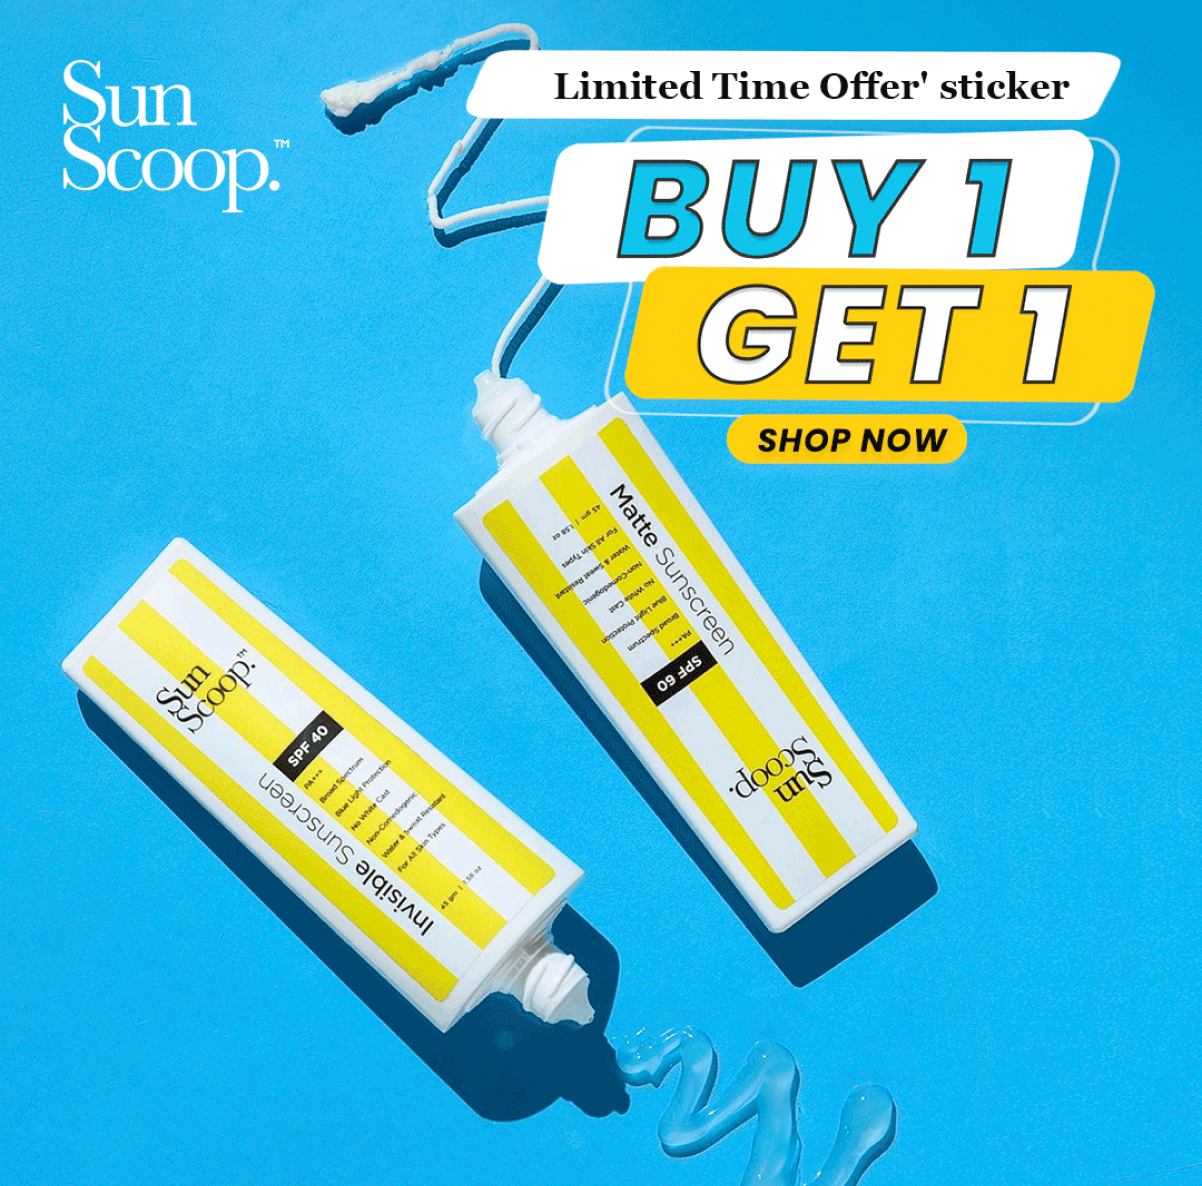 Sun
Scoop.™
Limited Time Offer' sticker
BUY 1
GET 1
SHOP NOW
Matte Sunscreen
45 gm | 1.58 oz
For All Skin Types
Water & Sweat Resistant
Non-Comedogenic
No White Cast
Blue Light Protection
Broad Spectrum
PA+++
SPF 60
Sun
Scoop.
Sun
Scoop.™
SPF 40
PA+++
Broad Spectrum
Blue Light Protection
No White Cast
Non-Comedogenic
Water & Sweat Resistant
For All Skin Types
45 gm | 1.58 oz
Invisible Sunscreen